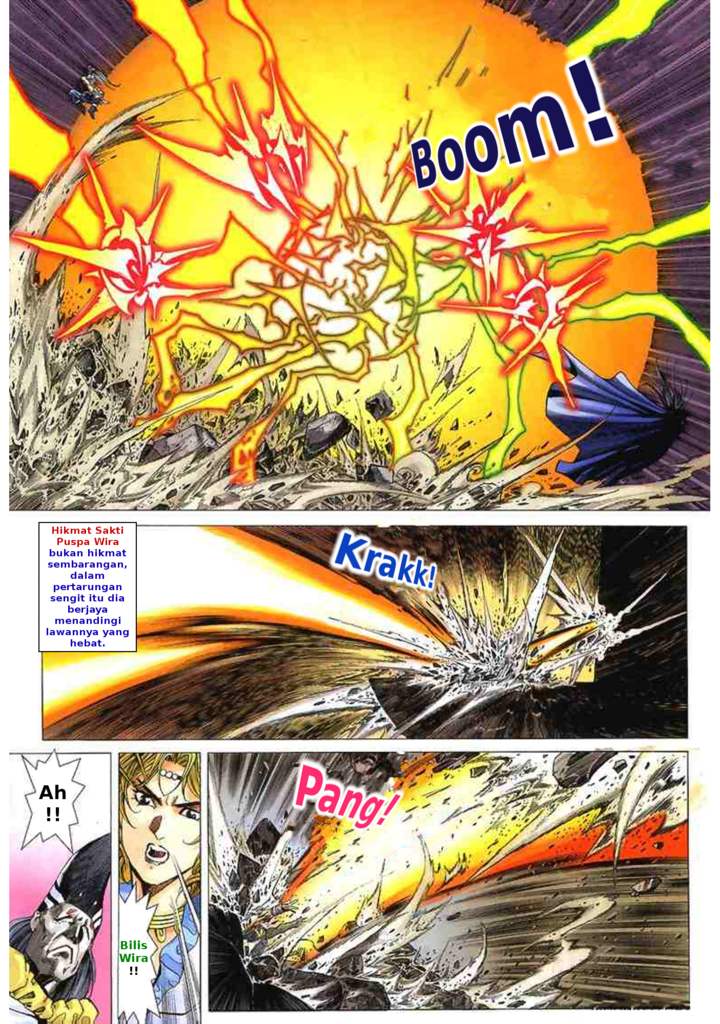 Boom!
Hikmat Sakti
Puspa Wira
bukan hikmat
sembarangan,
dalam
pertarungan
sengit itu dia
berjaya
menandingi
lawannya yang
hebat.
Krakk!
Ah
!!
Bilis
Wira
!!
Pang!